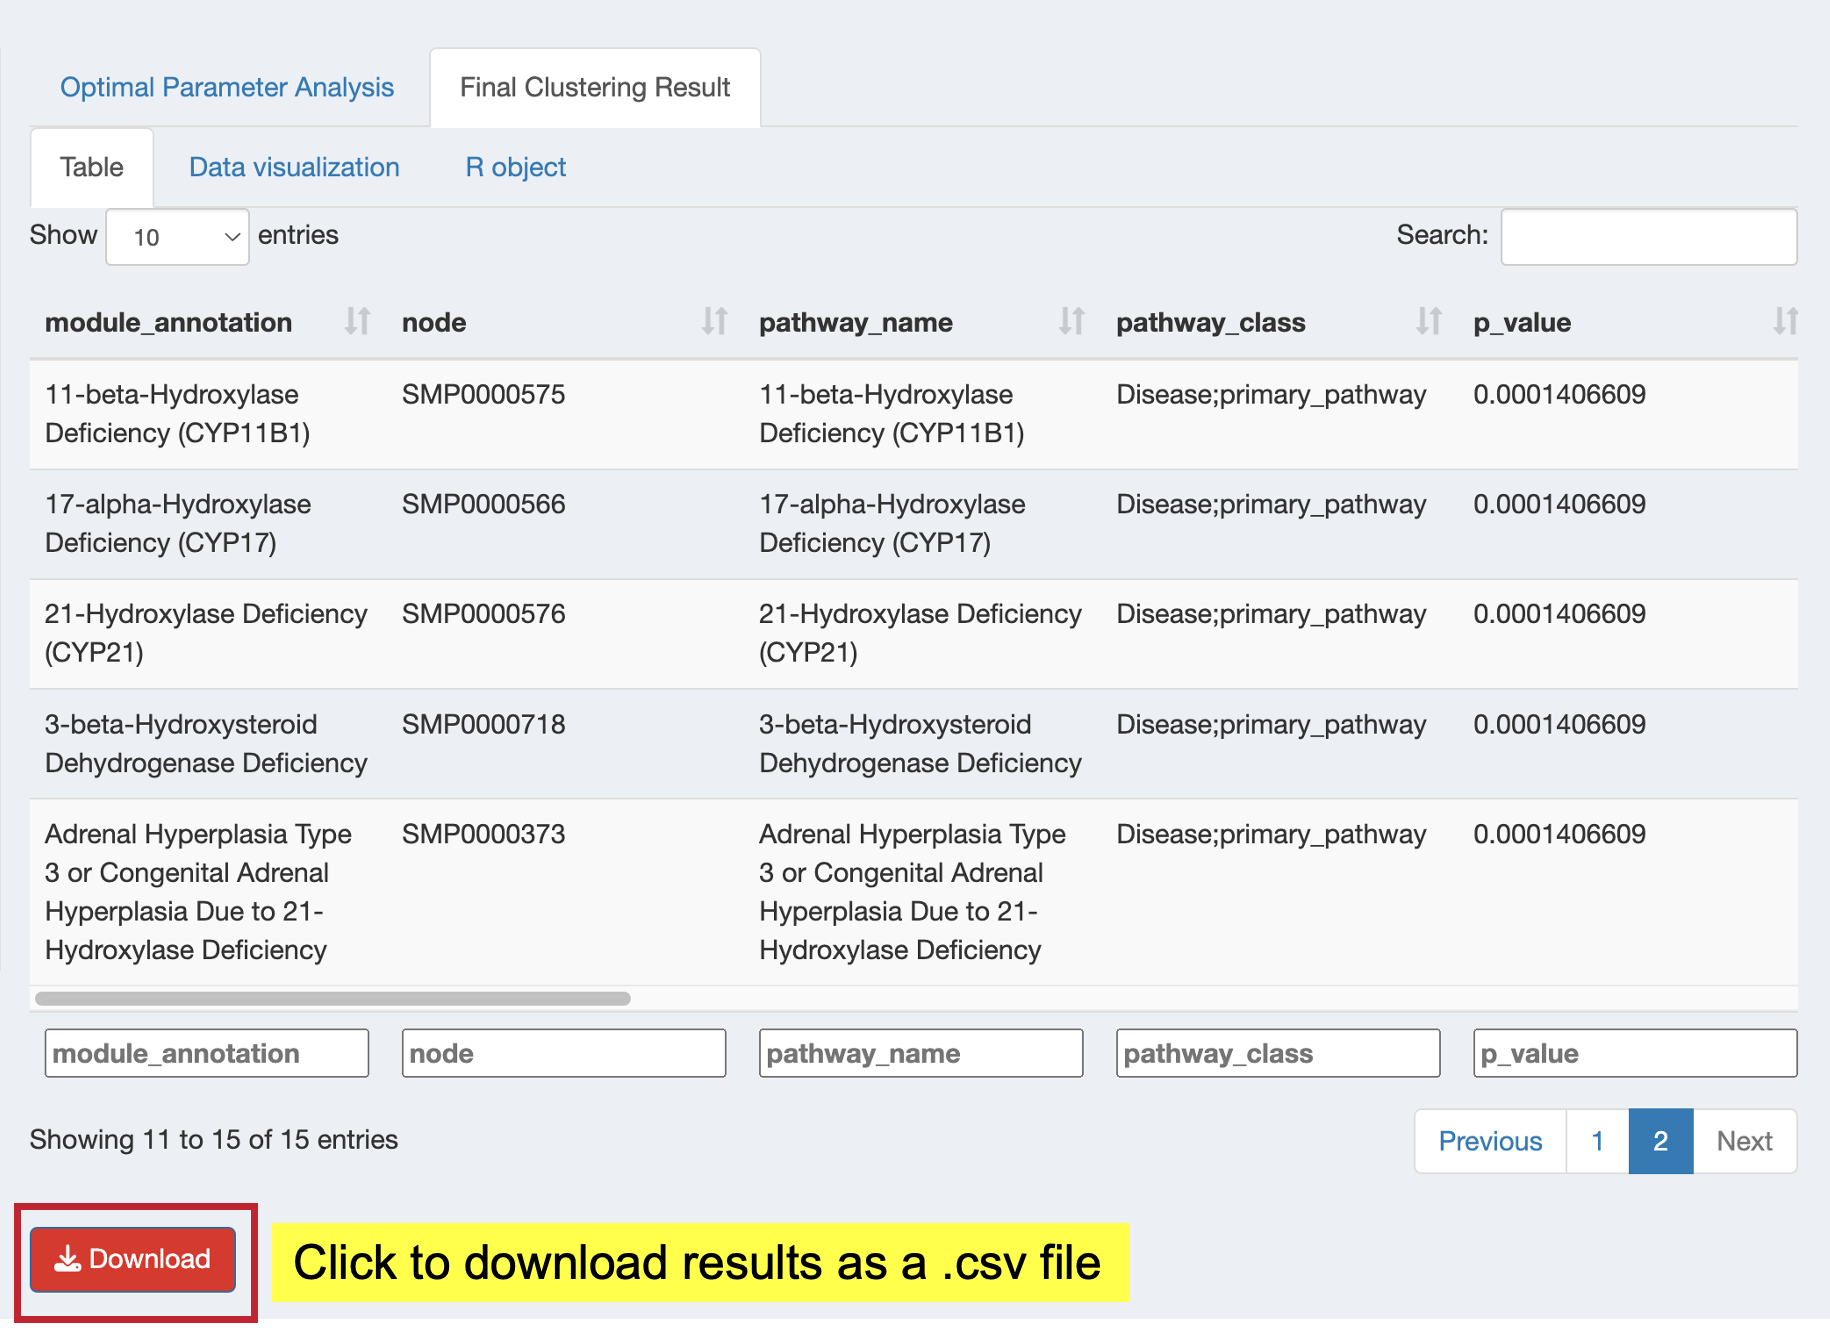 Optimal Parameter Analysis Final Clustering Result
Table Data visualization R object
Show 10 entries Search:
module_annotation node pathway_name pathway_class p_value
11-beta-Hydroxylase SMP0000575 11-beta-Hydroxylase Disease;primary_pathway 0.0001406609
Deficiency (CYP11B1) Deficiency (CYP11B1)
17-alpha-Hydroxylase SMP0000566 17-alpha-Hydroxylase Disease;primary_pathway 0.0001406609
Deficiency (CYP17) Deficiency (CYP17)
21-Hydroxylase Deficiency SMP0000576 21-Hydroxylase Deficiency Disease;primary_pathway 0.0001406609
(CYP21) (CYP21)
3-beta-Hydroxysteroid SMP0000718 3-beta-Hydroxysteroid Disease;primary_pathway 0.0001406609
Dehydrogenase Deficiency Dehydrogenase Deficiency
Adrenal Hyperplasia Type SMP0000373 Adrenal Hyperplasia Type Disease;primary_pathway 0.0001406609
3 or Congenital Adrenal 3 or Congenital Adrenal
Hyperplasia Due to 21- Hyperplasia Due to 21-
Hydroxylase Deficiency Hydroxylase Deficiency
module_annotation node pathway_name pathway_class p_value
Showing 11 to 15 of 15 entries Previous 1 2 Next
Download Click to download results as a .csv file